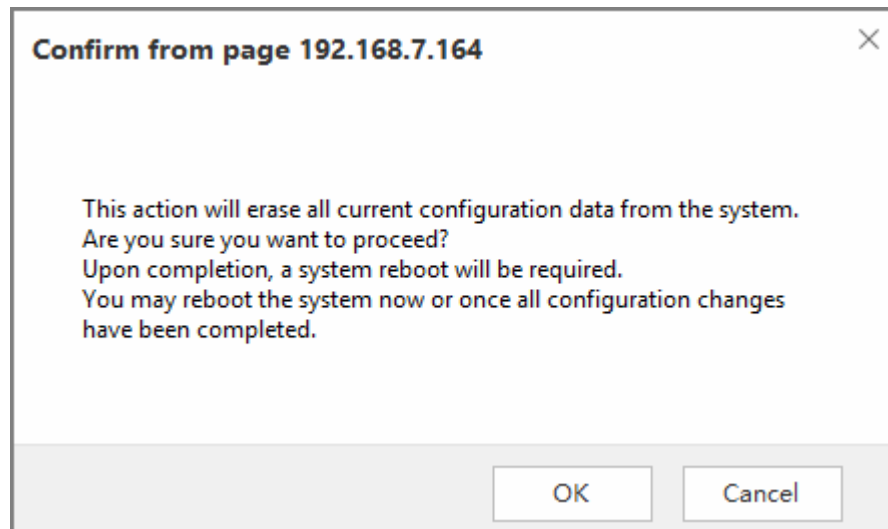 Confirm from page 192.168.7.164
This action will erase all current configuration data from the system.
Are you sure you want to proceed?
Upon completion, a system reboot will be required.
You may reboot the system now or once all configuration changes
have been completed.
OK
Cancel